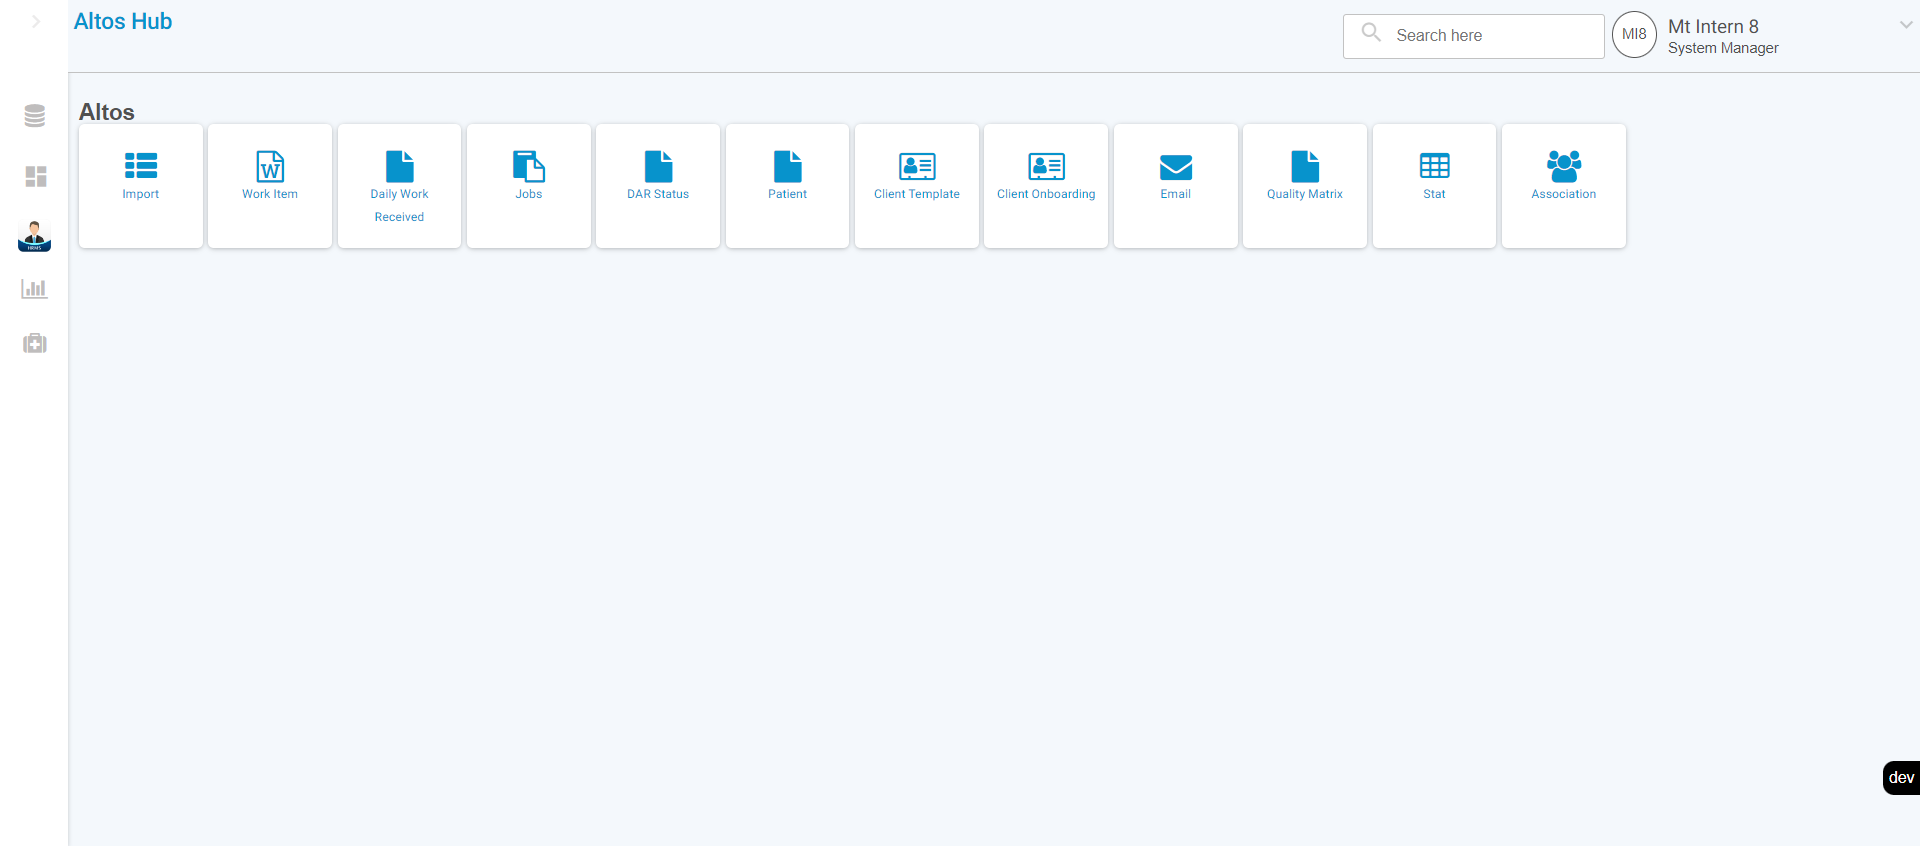 Altos Hub
Search here
MI8
Mt Intern 8
System Manager
Altos
Import
W
Work Item
Daily Work
Received
Jobs
DAR Status
Patient
Client Template
Client Onboarding
Email
Quality Matrix
Stat
Association
HRMS
dev